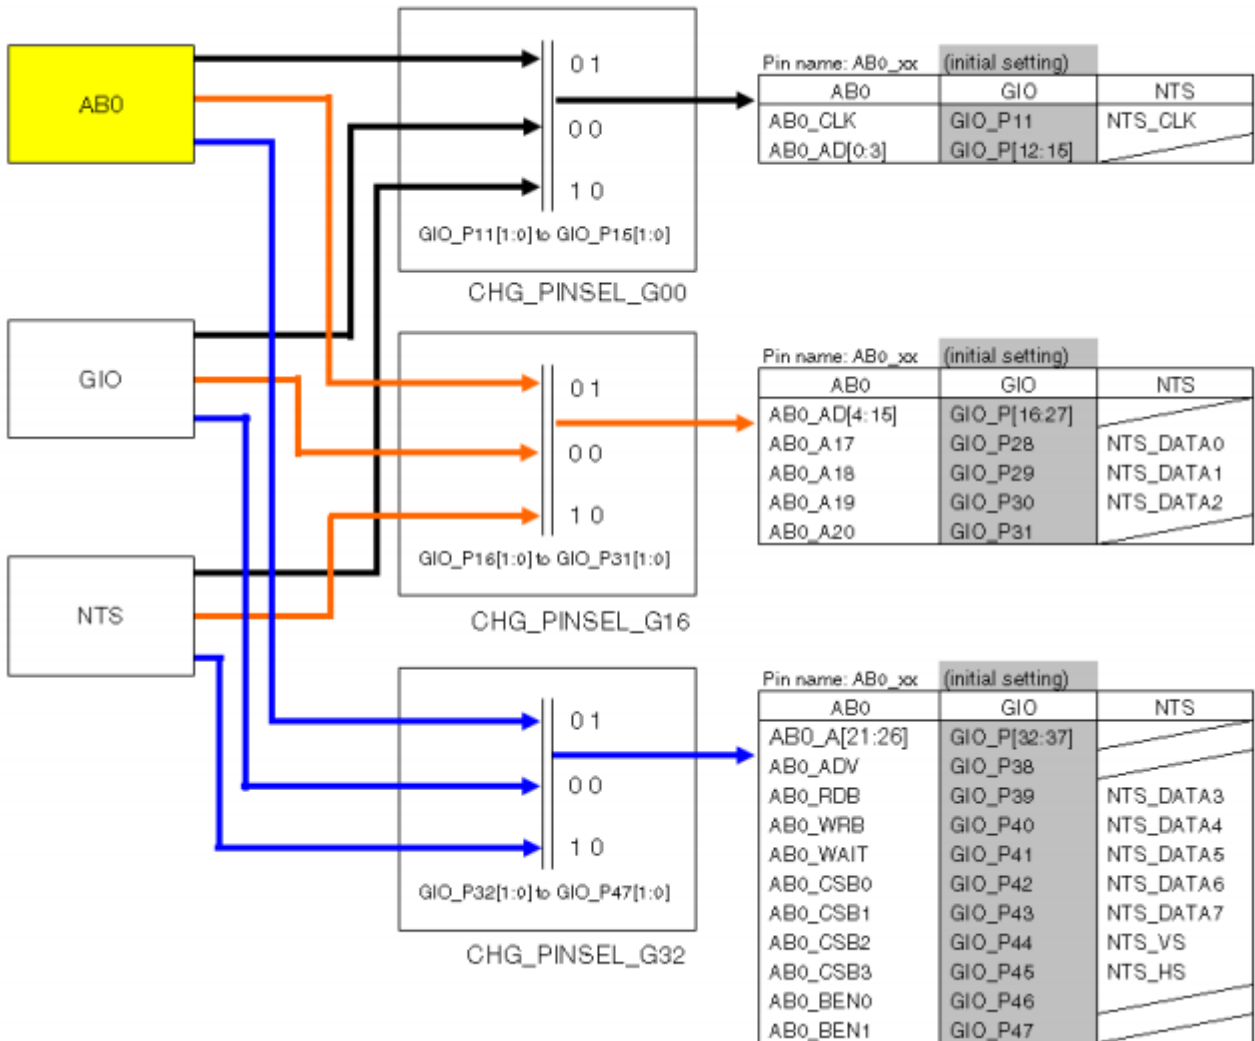 AB0
GIO
NTS
01
00
10
GIO_P11[1:0] to GIO_P15[1:0]
CHG_PINSEL_G00
01
00
10
GIO_P16[1:0] to GIO_P31[1:0]
CHG_PINSEL_G16
01
00
10
GIO_P32[1:0] to GIO_P47[1:0]
CHG_PINSEL_G32
Pin name: AB0_xx (initial setting)
AB0 GIO NTS
AB0_CLK GIO_P11 NTS_CLK
AB0_AD[0:3] GIO_P[12:15]
Pin name: AB0_xx (initial setting)
AB0 GIO NTS
AB0_AD[4:15] GIO_P[16:27]
AB0_A17 GIO_P28 NTS_DATA0
AB0_A18 GIO_P29 NTS_DATA1
AB0_A19 GIO_P30 NTS_DATA2
AB0_A20 GIO_P31
Pin name: AB0_xx (initial setting)
AB0 GIO NTS
AB0_A[21:26] GIO_P[32:37]
AB0_ADV GIO_P38
AB0_RDB GIO_P39 NTS_DATA3
AB0_WRB GIO_P40 NTS_DATA4
AB0_WAIT GIO_P41 NTS_DATA5
AB0_CSB0 GIO_P42 NTS_DATA6
AB0_CSB1 GIO_P43 NTS_DATA7
AB0_CSB2 GIO_P44 NTS_VS
AB0_CSB3 GIO_P45 NTS_HS
AB0_BEN0 GIO_P46
AB0_BEN1 GIO_P47